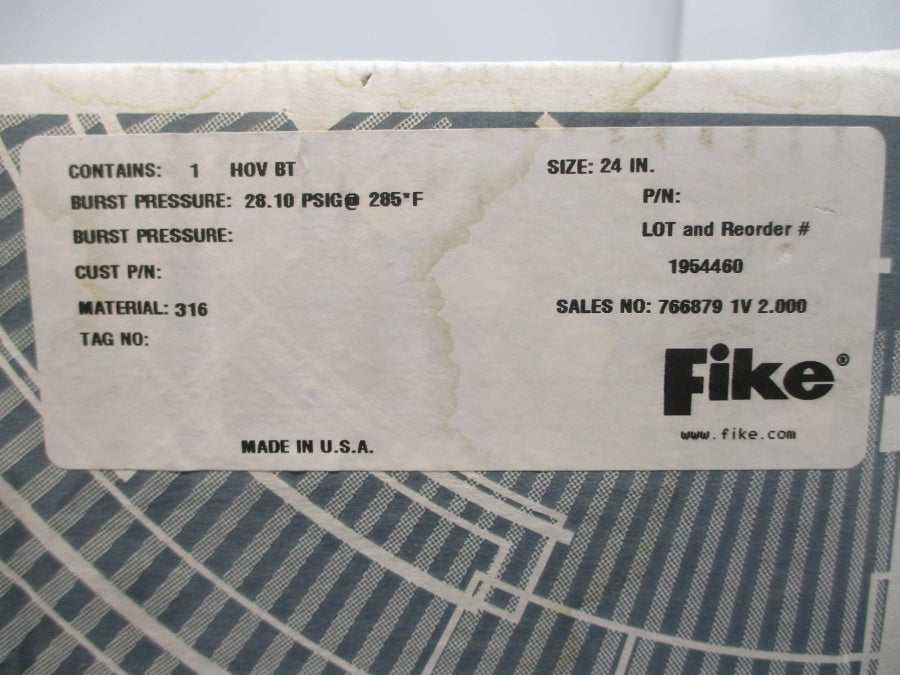 CONTAINS: 1 HOV BT
SIZE: 24 IN.
BURST PRESSURE: 28.10 PSIG@ 285°F
P/N:
BURST PRESSURE:
LOT and Reorder #
CUST P/N:
1954460
MATERIAL: 316
SALES NO: 766879 1V 2.000
TAG NO:
Fike®
www.fike.com
MADE IN U.S.A.